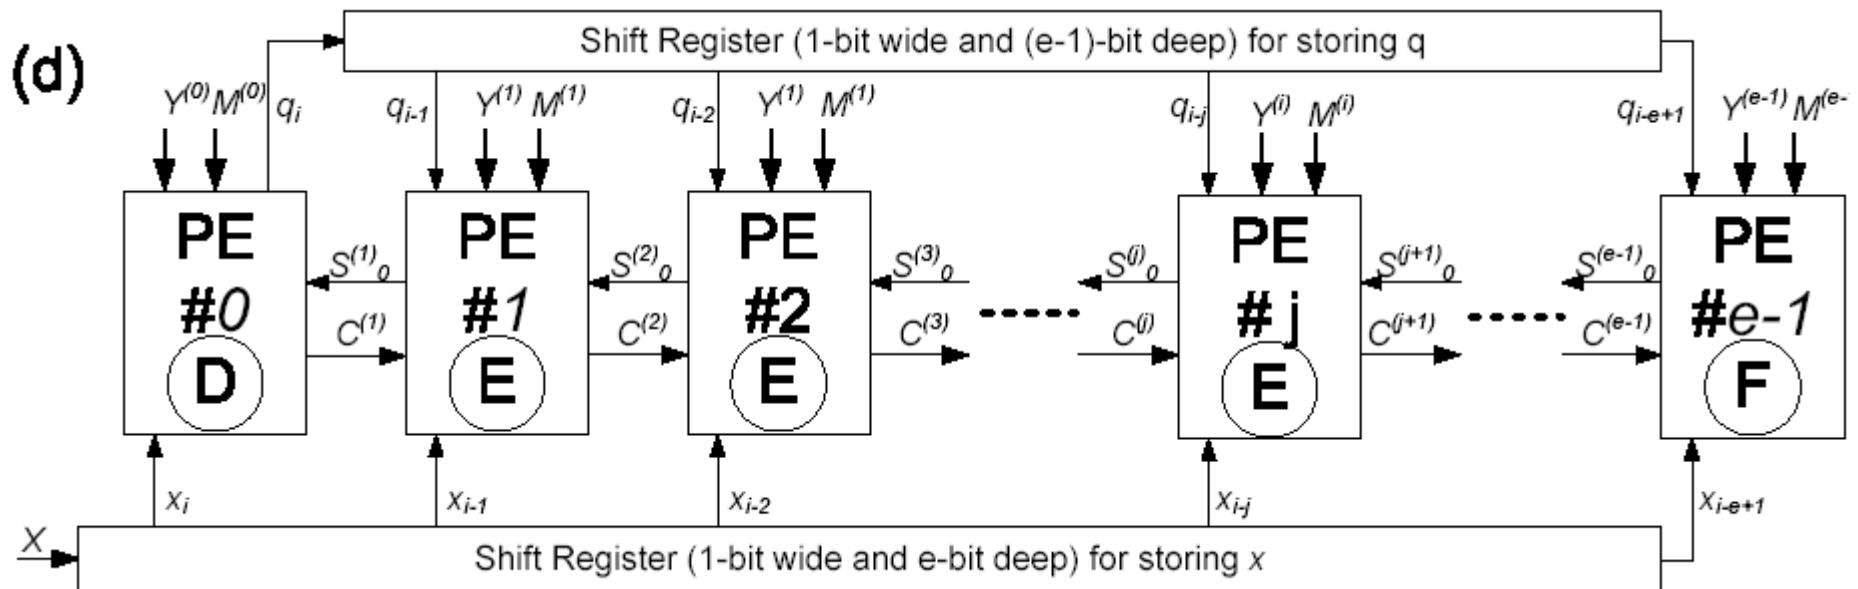 Shift Register (1-bit wide and (e-1)-bit deep) for storing q
(d)
Y(0) M(0) qi qi-1 Y(1) M(1) qi-2 Y(1) M(1) qi-j Y(i) M(i) qi-e+1 Y(e-1) M(e-
PE PE PE PE PE
S(1)0 S(2)0 S(3)0 S(j)0 S(j+1)0 S(e-1)0
#0 #1 #2 #j #e-1
C(1) C(2) C(3) C(j) C(j+1) C(e-1)
D E E E F
xi xi-1 xi-2 xi-j xi-e+1
X
Shift Register (1-bit wide and e-bit deep) for storing x